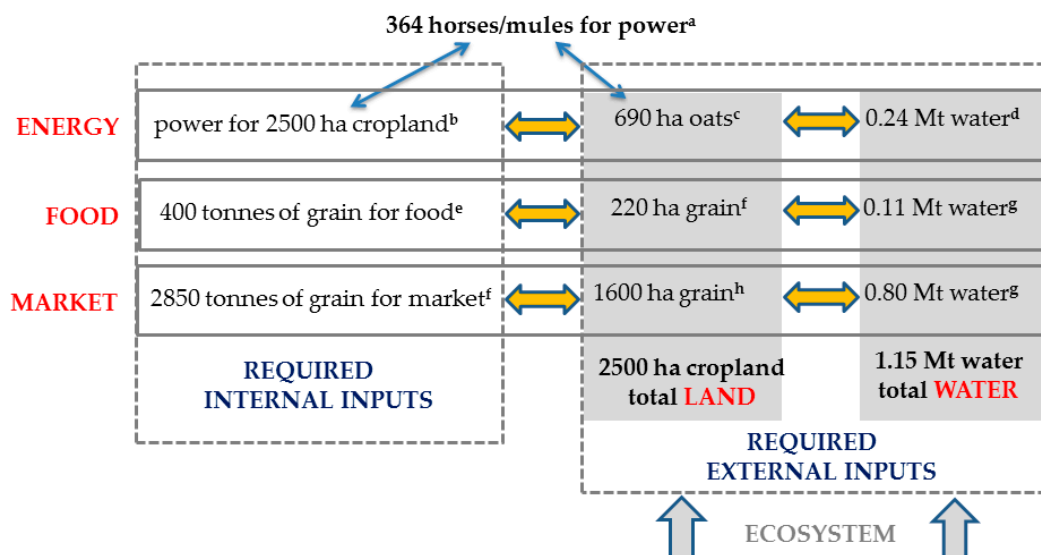 364 horses/mules for powerᵃ
ENERGY
power for 2500 ha croplandᵇ
690 ha oatsᶜ
0.24 Mt waterᵈ
FOOD
400 tonnes of grain for foodᵉ
220 ha grainᶠ
0.11 Mt waterᵍ
MARKET
2850 tonnes of grain for marketᶠ
1600 ha grainʰ
0.80 Mt waterᵍ
REQUIRED
INTERNAL INPUTS
2500 ha cropland
total LAND
1.15 Mt water
total WATER
REQUIRED
EXTERNAL INPUTS
ECOSYSTEM